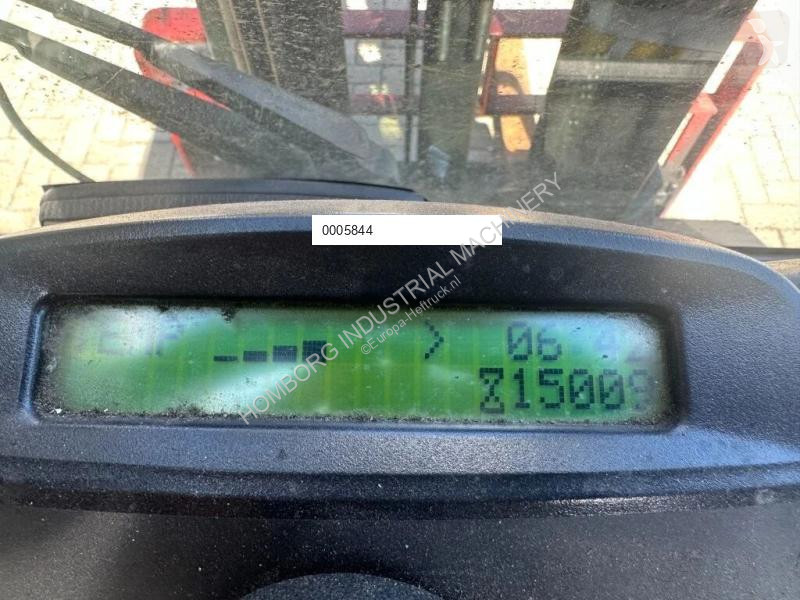 0005844
HOMBORG INDUSTRIAL MACHINERY
©Europa-Heftruck.nl
> 06
15009